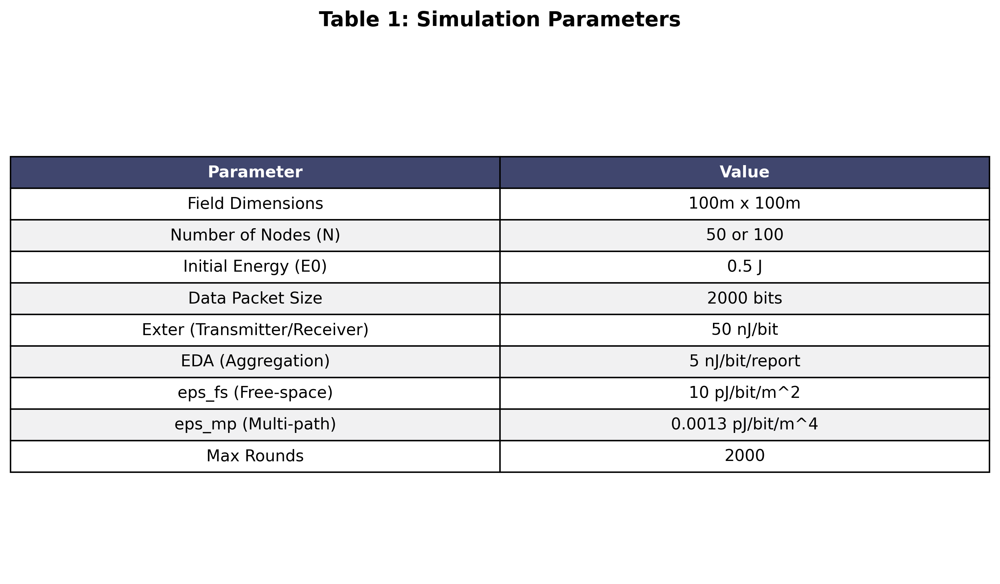 Table 1: Simulation Parameters
Parameter Value
Field Dimensions 100m x 100m
Number of Nodes (N) 50 or 100
Initial Energy (E0) 0.5 J
Data Packet Size 2000 bits
Exter (Transmitter/Receiver) 50 nJ/bit
EDA (Aggregation) 5 nJ/bit/report
eps_fs (Free-space) 10 pJ/bit/m^2
eps_mp (Multi-path) 0.0013 pJ/bit/m^4
Max Rounds 2000